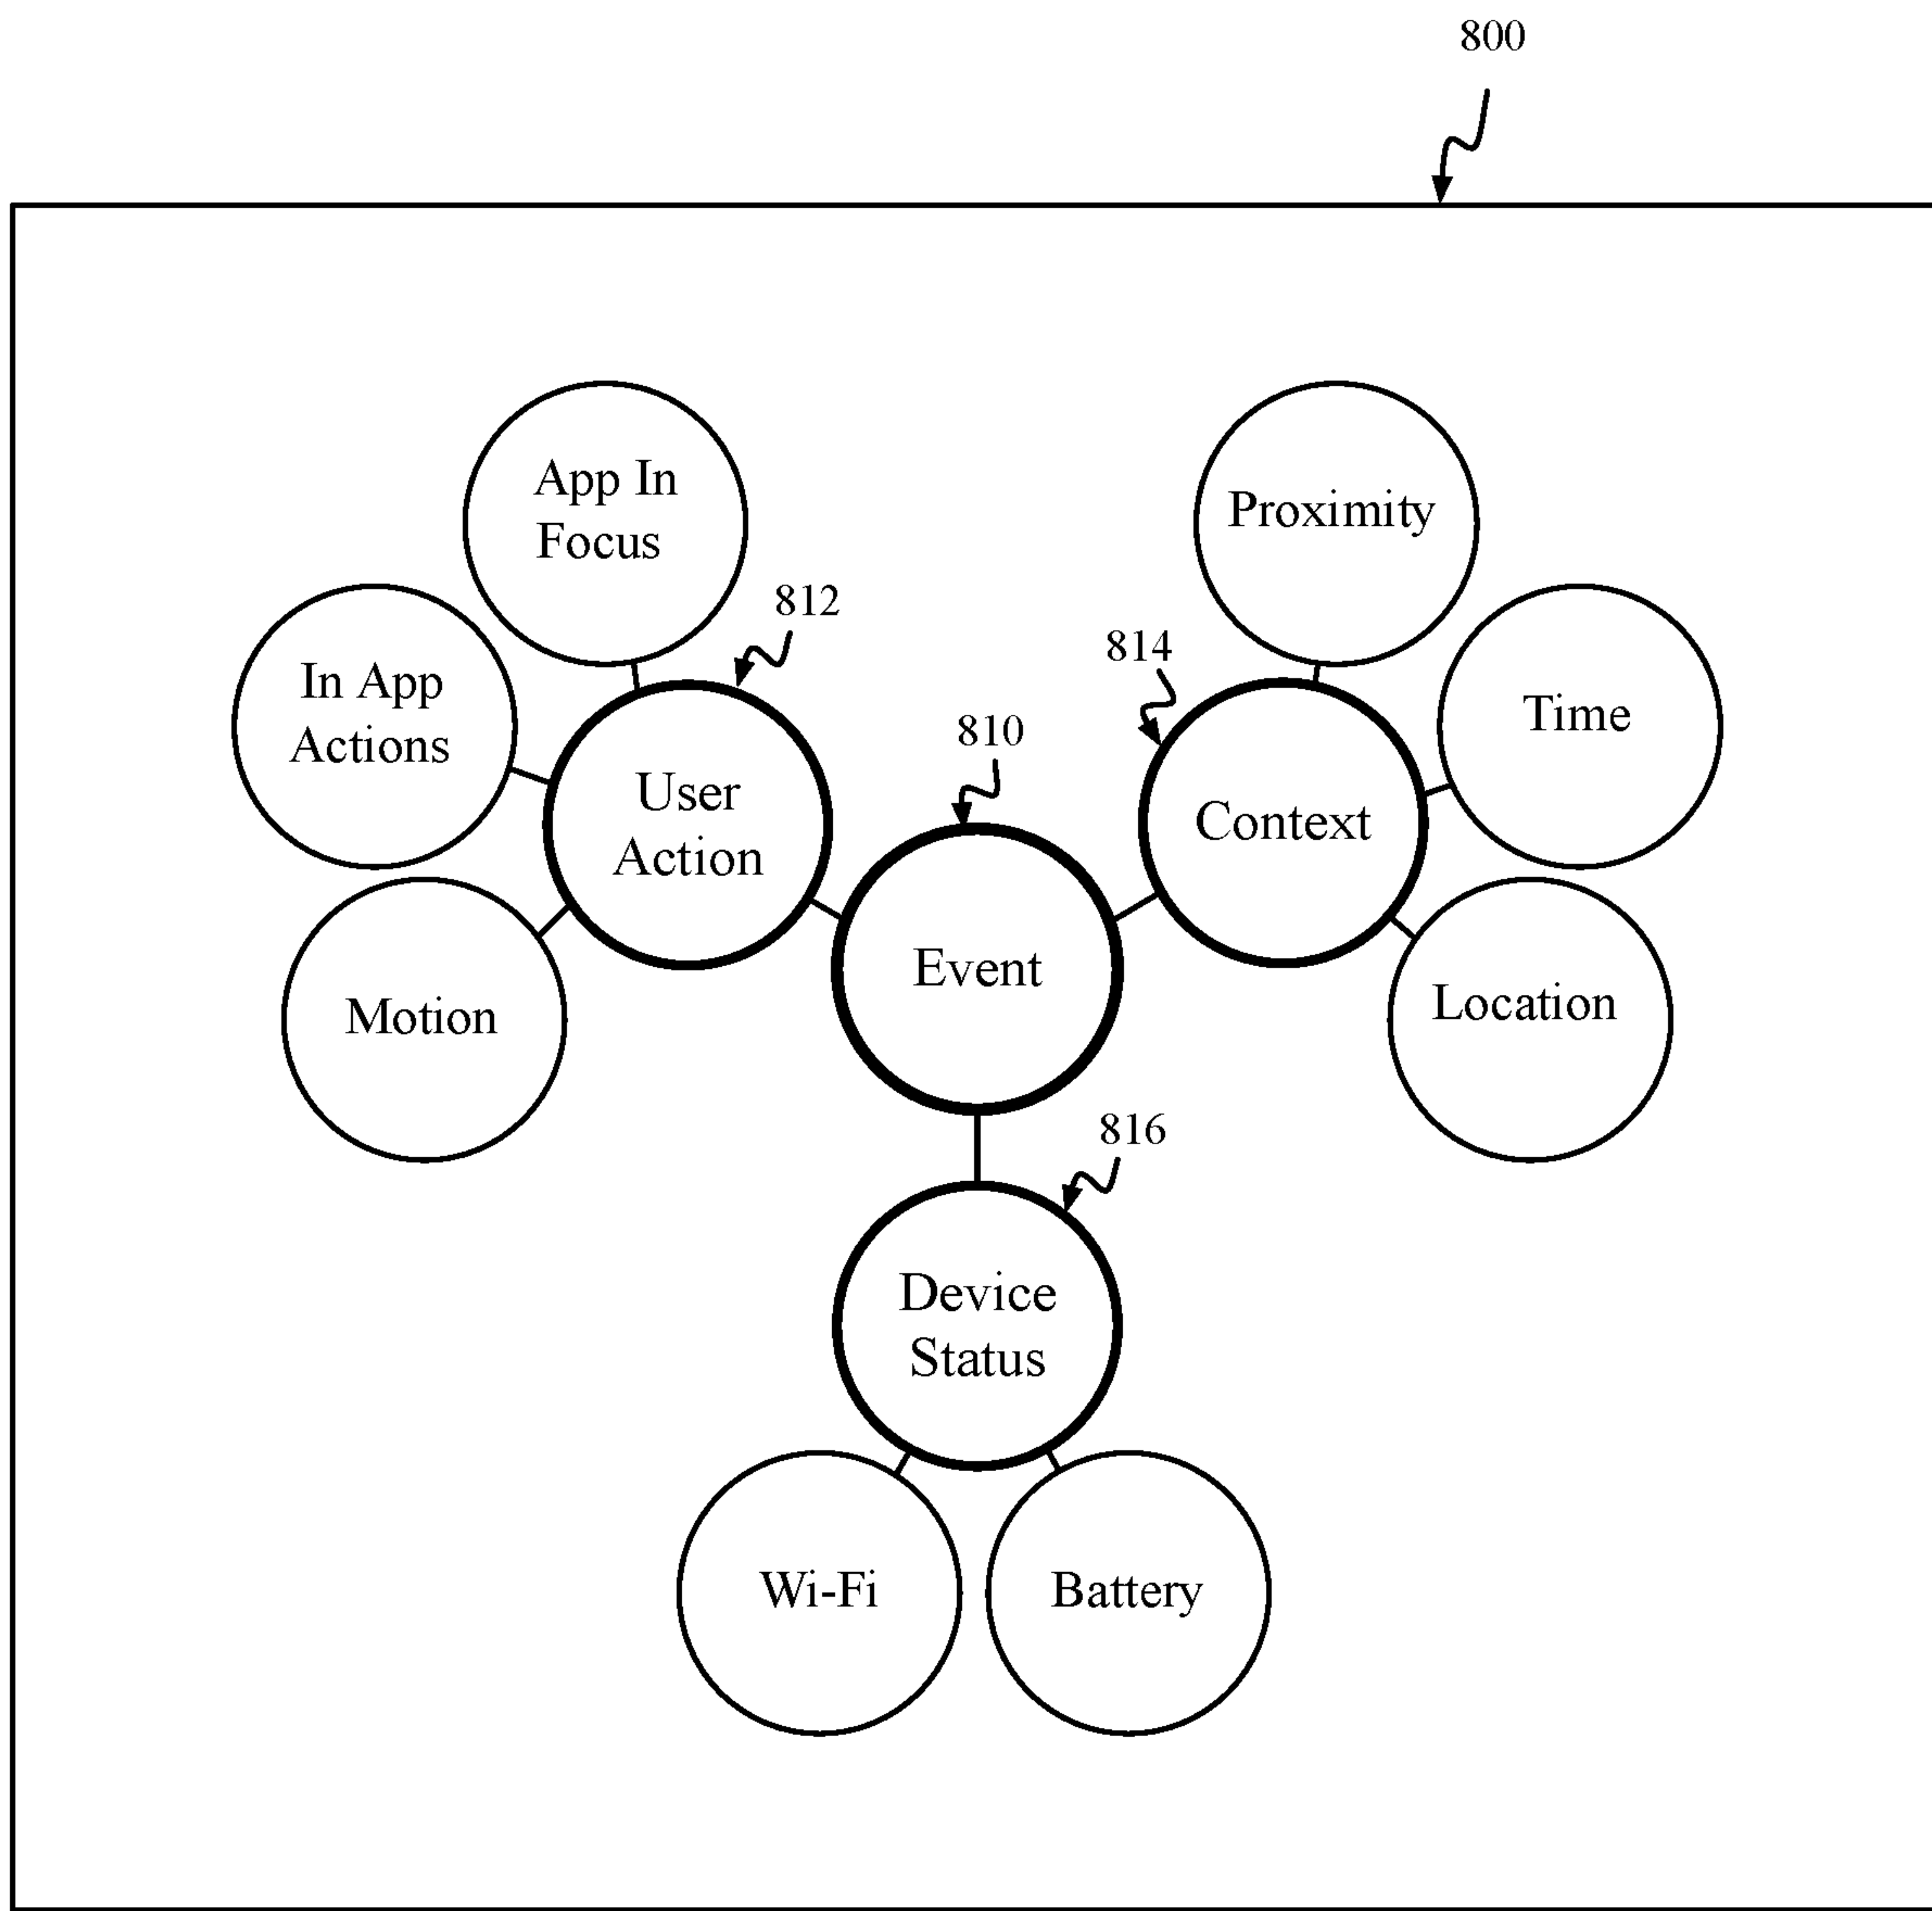 800
App In
Focus
Proximity
812
In App
Actions
814
Time
810
User
Action
Context
Event
Motion
Location
816
Device
Status
Wi-Fi
Battery